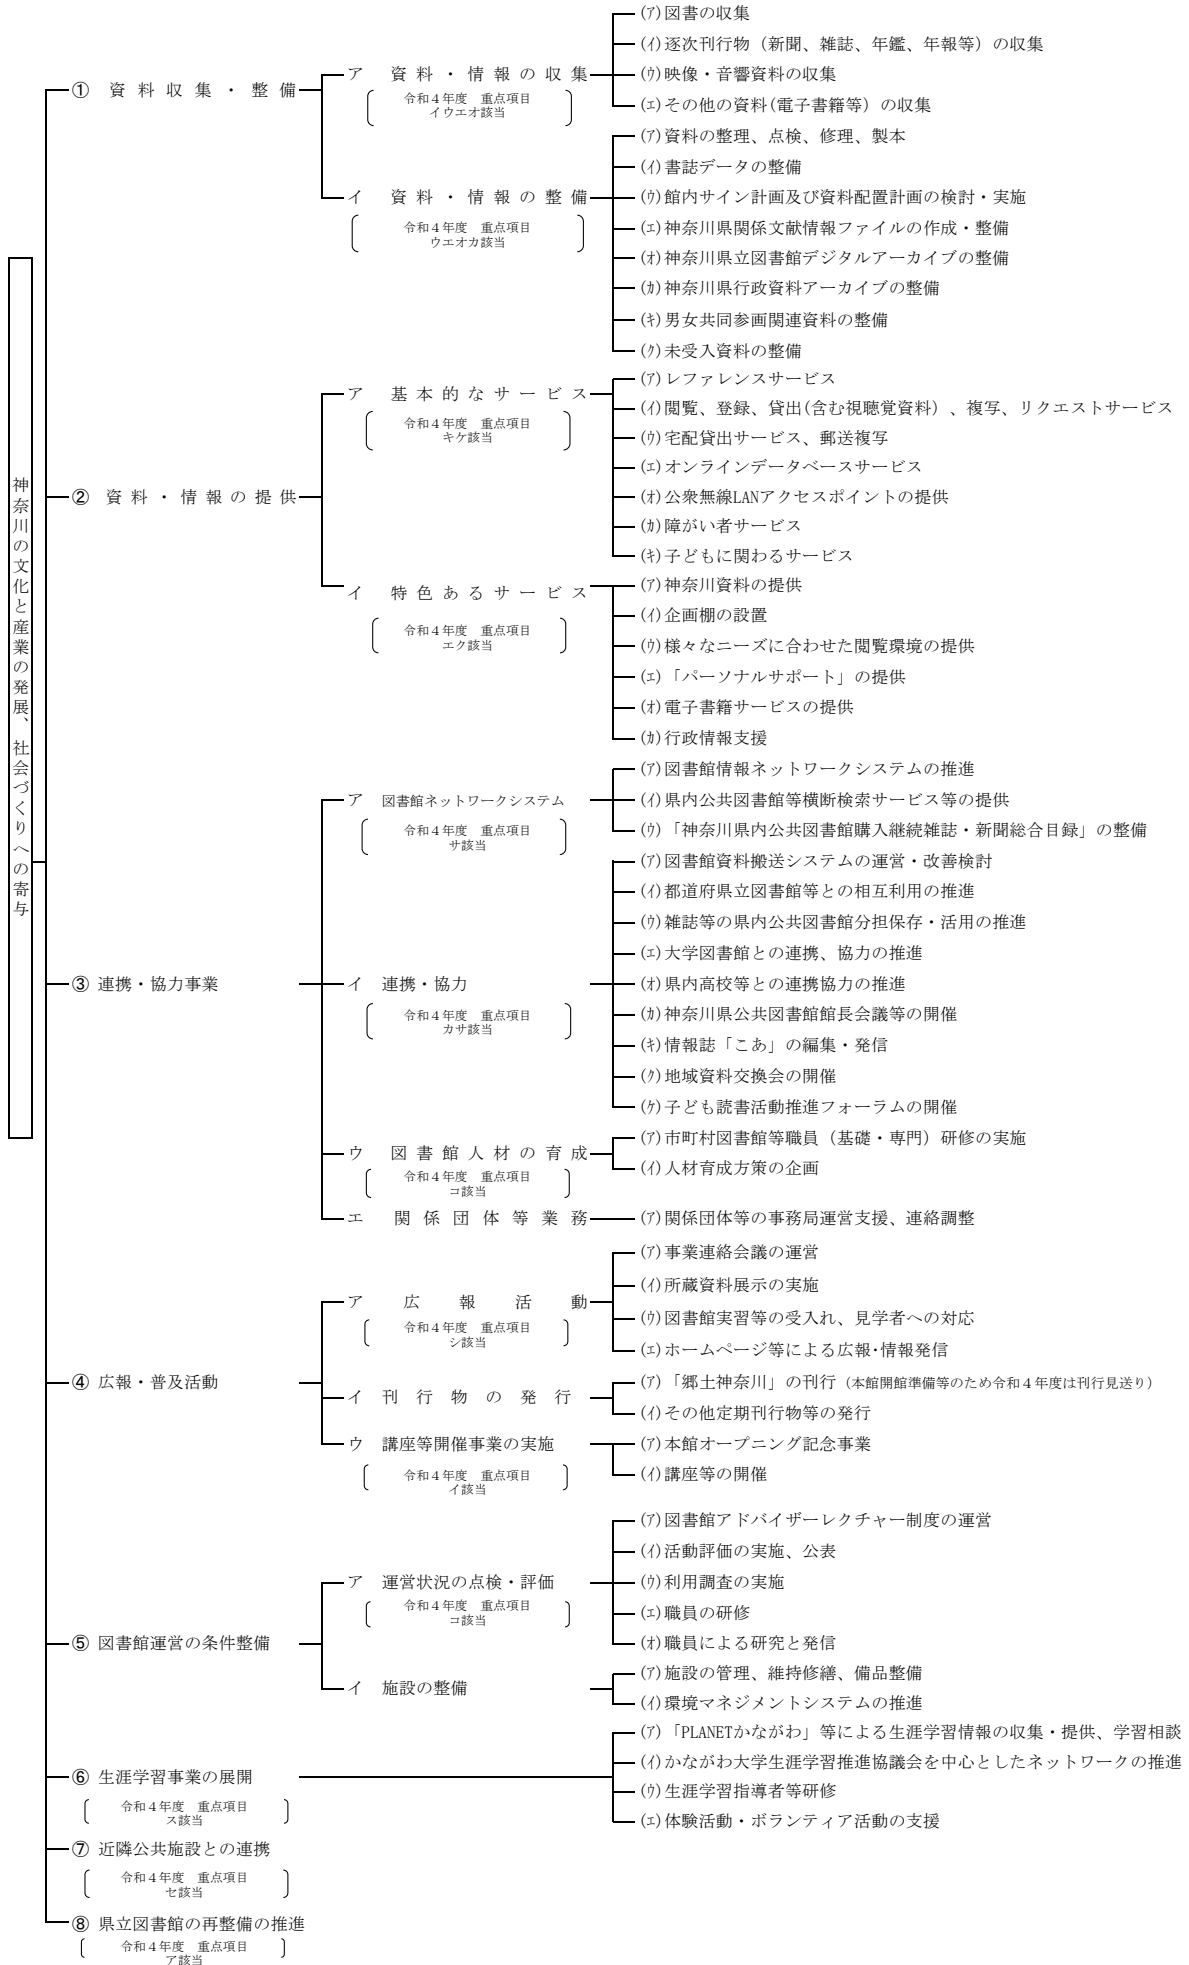 神奈川の文化と産業の発展、社会づくりへの寄与
① 資料収集・整備
ア 資料・情報の収集
令和４年度 重点項目
イウエオ該当
(ｱ)図書の収集
(ｲ)逐次刊行物（新聞、雑誌、年鑑、年報等）の収集
(ｳ)映像・音響資料の収集
(ｴ)その他の資料(電子書籍等）の収集
イ 資料・情報の整備
令和４年度 重点項目
ウエオカ該当
(ｱ)資料の整理、点検、修理、製本
(ｲ)書誌データの整備
(ｳ)館内サイン計画及び資料配置計画の検討・実施
(ｴ)神奈川県関係文献情報ファイルの作成・整備
(ｵ)神奈川県立図書館デジタルアーカイブの整備
(ｶ)神奈川県行政資料アーカイブの整備
(ｷ)男女共同参画関連資料の整備
(ｸ)未受入資料の整備
② 資料・情報の提供
ア 基本的なサービス
令和４年度 重点項目
キケ該当
(ｱ)レファレンスサービス
(ｲ)閲覧、登録、貸出(含む視聴覚資料）、複写、リクエストサービス
(ｳ)宅配貸出サービス、郵送複写
(ｴ)オンラインデータベースサービス
(ｵ)公衆無線LANアクセスポイントの提供
(ｶ)障がい者サービス
(ｷ)子どもに関わるサービス
イ 特色あるサービス
令和４年度 重点項目
エク該当
(ｱ)神奈川資料の提供
(ｲ)企画棚の設置
(ｳ)様々なニーズに合わせた閲覧環境の提供
(ｴ)「パーソナルサポート」の提供
(ｵ)電子書籍サービスの提供
(ｶ)行政情報支援
③ 連携・協力事業
ア 図書館ネットワークシステム
令和４年度 重点項目
サ該当
(ｱ)図書館情報ネットワークシステムの推進
(ｲ)県内公共図書館等横断検索サービス等の提供
(ｳ)「神奈川県内公共図書館購入継続雑誌・新聞総合目録」の整備
イ 連携・協力
令和４年度 重点項目
カサ該当
(ｱ)図書館資料搬送システムの運営・改善検討
(ｲ)都道府県立図書館等との相互利用の推進
(ｳ)雑誌等の県内公共図書館分担保存・活用の推進
(ｴ)大学図書館との連携、協力の推進
(ｵ)県内高校等との連携協力の推進
(ｶ)神奈川県公共図書館館長会議等の開催
(ｷ)情報誌「こあ」の編集・発信
(ｸ)地域資料交換会の開催
(ｹ)子ども読書活動推進フォーラムの開催
ウ 図書館人材の育成
令和４年度 重点項目
コ該当
(ｱ)市町村図書館等職員（基礎・専門）研修の実施
(ｲ)人材育成方策の企画
エ 関係団体等業務
(ｱ)関係団体等の事務局運営支援、連絡調整
④ 広報・普及活動
ア 広報活動
令和４年度 重点項目
シ該当
(ｱ)事業連絡会議の運営
(ｲ)所蔵資料展示の実施
(ｳ)図書館実習等の受入れ、見学者への対応
(ｴ)ホームページ等による広報･情報発信
イ 刊行物の発行
(ｱ)「郷土神奈川」の刊行（本館開館準備等のため令和４年度は刊行見送り）
(ｲ)その他定期刊行物等の発行
ウ 講座等開催事業の実施
令和４年度 重点項目
イ該当
(ｱ)本館オープニング記念事業
(ｲ)講座等の開催
⑤ 図書館運営の条件整備
ア 運営状況の点検・評価
令和４年度 重点項目
コ該当
(ｱ)図書館アドバイザーレクチャー制度の運営
(ｲ)活動評価の実施、公表
(ｳ)利用調査の実施
(ｴ)職員の研修
(ｵ)職員による研究と発信
イ 施設の整備
(ｱ)施設の管理、維持修繕、備品整備
(ｲ)環境マネジメントシステムの推進
⑥ 生涯学習事業の展開
令和４年度 重点項目
ス該当
(ｱ)「PLANETかながわ」等による生涯学習情報の収集・提供、学習相談
(ｲ)かながわ大学生涯学習推進協議会を中心としたネットワークの推進
(ｳ)生涯学習指導者等研修
(ｴ)体験活動・ボランティア活動の支援
⑦ 近隣公共施設との連携
令和４年度 重点項目
セ該当
⑧ 県立図書館の再整備の推進
令和４年度 重点項目
ア該当